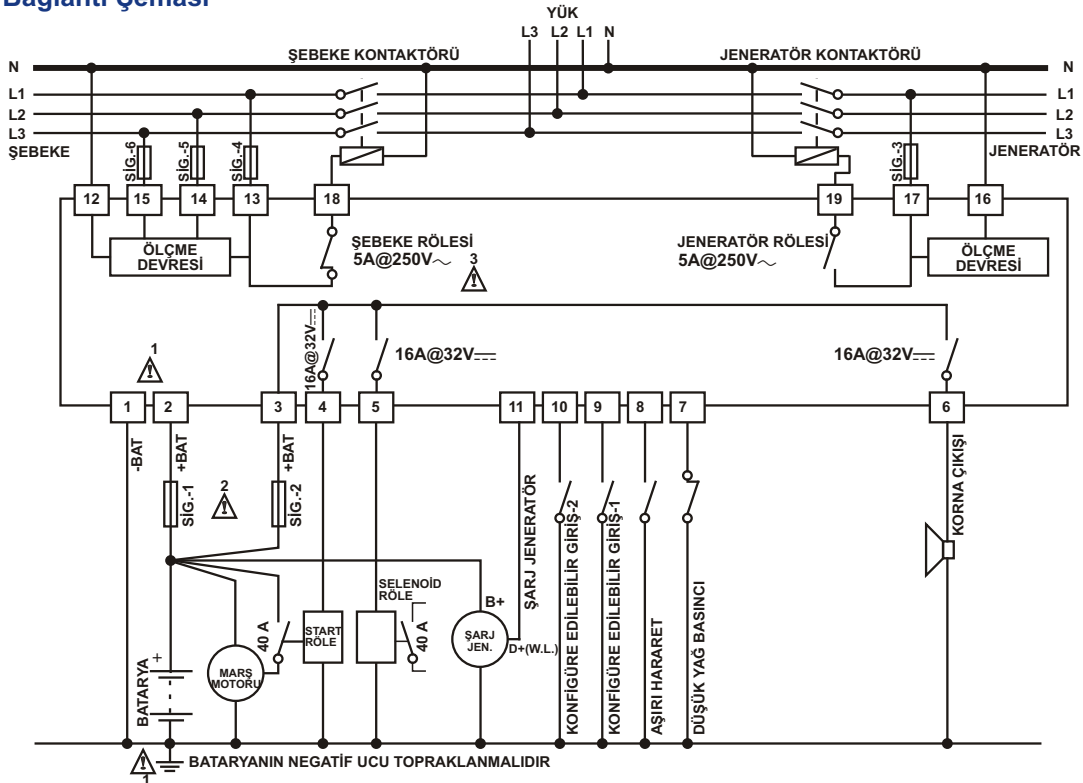 Bağlantı Şeması
YÜK
L3 L2 L1 N
ŞEBEKE KONTAKTÖRÜ
JENERATÖR KONTAKTÖRÜ
N
N
L1
L1
L2
L2
L3
L3
ŞEBEKE
JENERATÖR
SİG.-6
SİG.-5
SİG.-4
SİG.-3
12
15
14
13
18
19
17
16
ÖLÇME
DEVRESİ
ŞEBEKE RÖLESİ
5A@250V~
3
JENERATÖR RÖLESİ
5A@250V~
ÖLÇME
DEVRESİ
16A@32V
16A@32V
16A@32V
1
1
2
3
4
5
11
10
9
8
7
6
-BAT
+BAT
+BAT
SİG.-1
2
SİG.-2
ŞARJ JENERATÖR
KONFİGÜRE EDİLEBİLİR GİRİŞ-2
KONFİGÜRE EDİLEBİLİR GİRİŞ-1
AŞIRI HARARET
DÜŞÜK YAĞ BASINCI
KORNA ÇIKIŞI
BATARYA
+
MARŞ
MOTORU
40 A
START
RÖLE
SELENOİD
RÖLE
40 A
B+
ŞARJ
JEN.
D+(W.L.)
1
BATARYANIN NEGATİF UCU TOPRAKLANMALIDIR